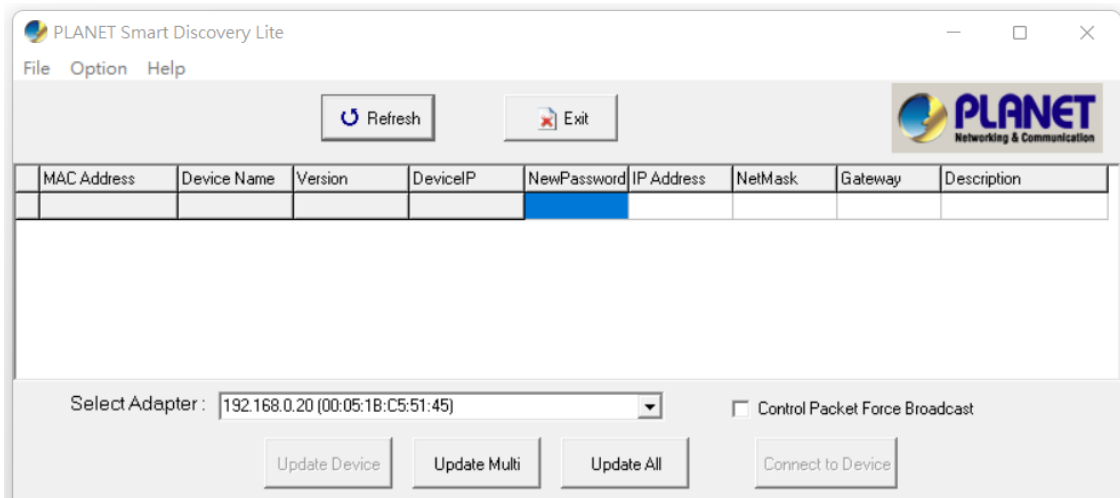 PLANET Smart Discovery Lite
File Option Help
Refresh Exit
PLANET
Networking & Communication
MAC Address Device Name Version DeviceIP NewPassword IP Address NetMask Gateway Description
Select Adapter : 192.168.0.20 (00:05:1B:C5:51:45) Control Packet Force Broadcast
Update Device Update Multi Update All Connect to Device